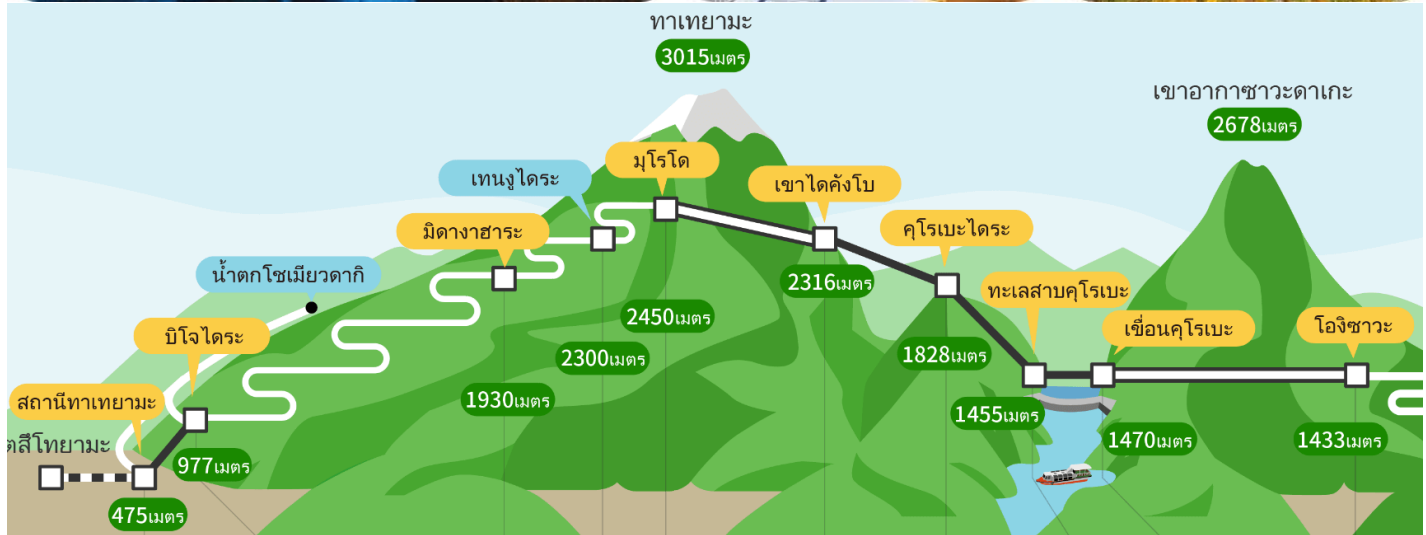 ทาเทยามะ
3015เมตร
เขาอากาซาวะดาเกะ
2678เมตร
มุโรโด
เทนงูไดระ
เขาไดคังโบ
มิดางาฮาระ
คุโรเบะไดระ
น้ำตกโชเมียวดากิ
2316เมตร
ทะเลสาบคุโรเบะ
2450เมตร
เขื่อนคุโรเบะ
โองิซาวะ
บิโจไดระ
2300เมตร
1828เมตร
1930เมตร
สถานีทาเทยามะ
1455เมตร
ตสึโทยามะ
1470เมตร
1433เมตร
977เมตร
475เมตร